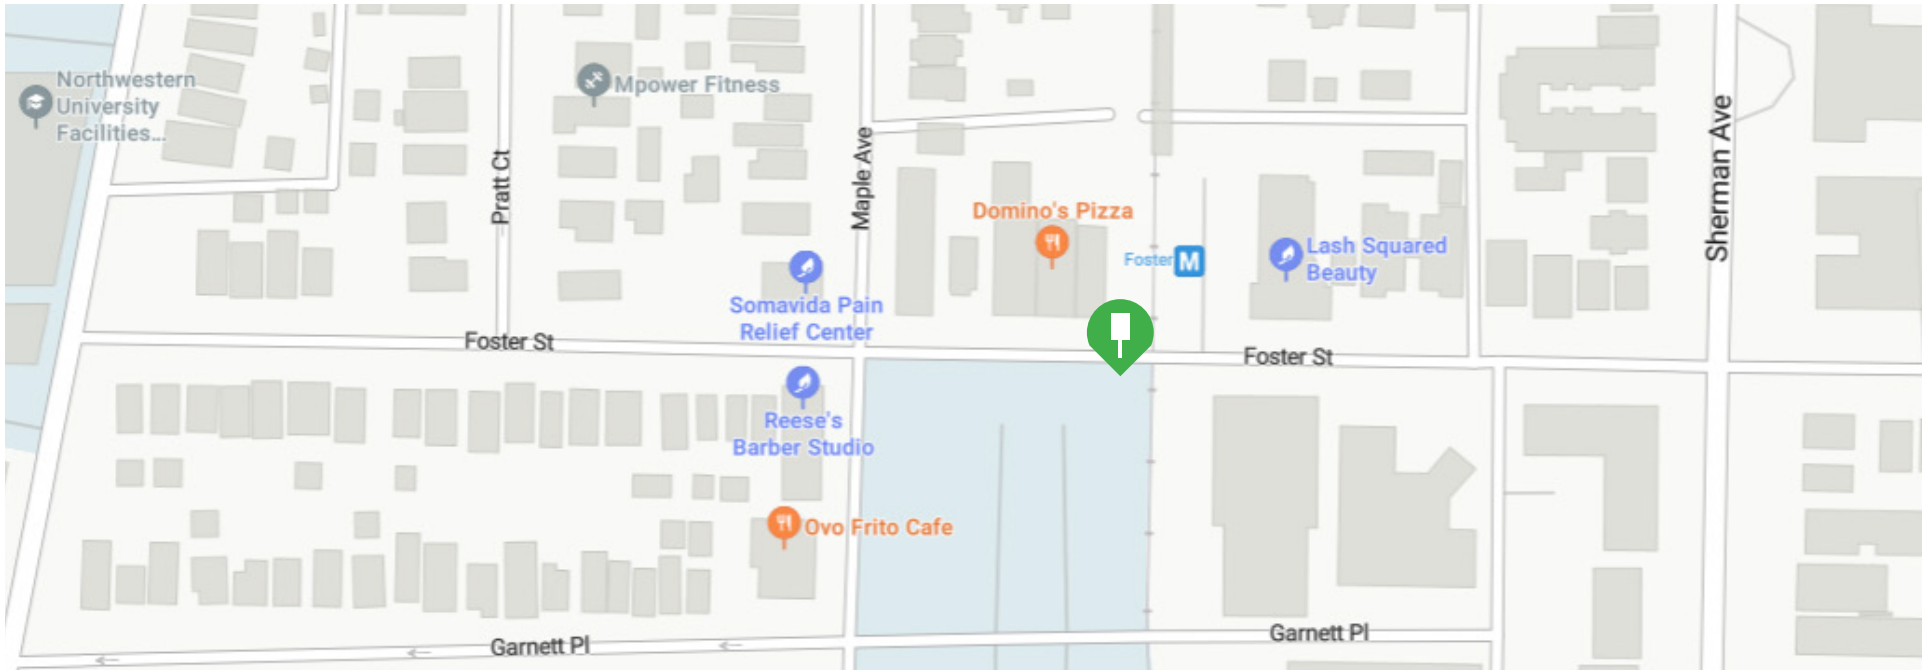 Northwestern
University
Facilities...
Mpower Fitness
Pratt Ct
Maple Ave
Sherman Ave
Domino's Pizza
Foster
M
Lash Squared
Beauty
Somavida Pain
Relief Center
Foster St
Foster St
Reese's
Barber Studio
Ovo Frito Cafe
Garnett Pl
Garnett Pl